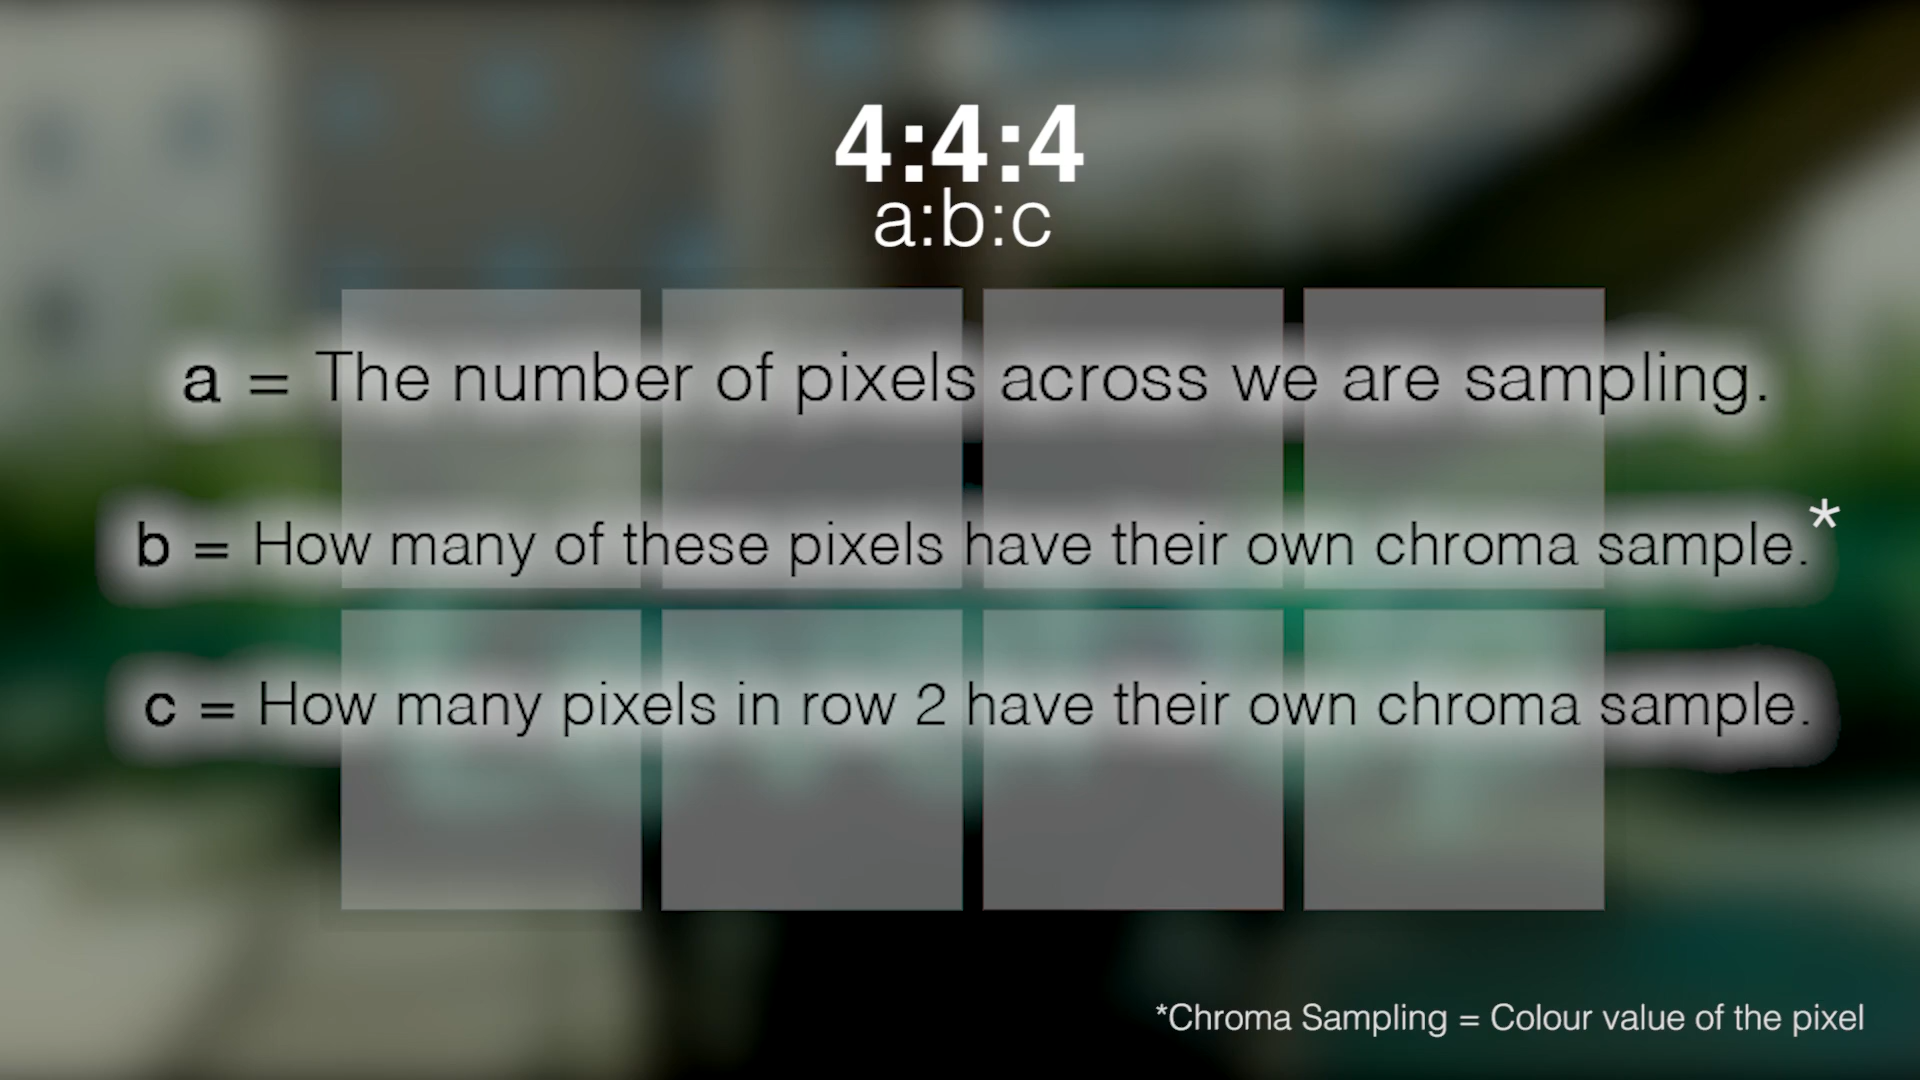 4:4:4
a:b:c
a = The number of pixels across we are sampling.
b = How many of these pixels have their own chroma sample.*
c = How many pixels in row 2 have their own chroma sample.
*Chroma Sampling = Colour value of the pixel